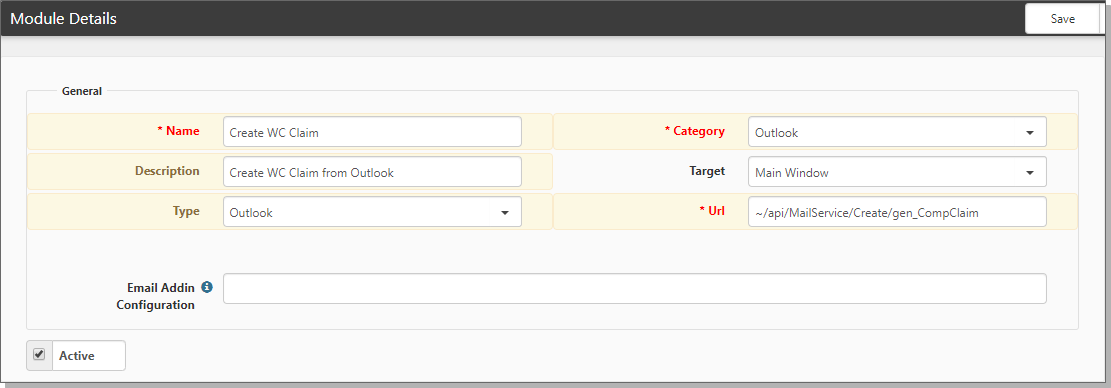 Module Details
Save
General
* Name
Create WC Claim
* Category
Outlook
Description
Create WC Claim from Outlook
Target
Main Window
Type
Outlook
* Url
~/api/MailService/Create/gen_CompClaim
Email Addin
Configuration
Active